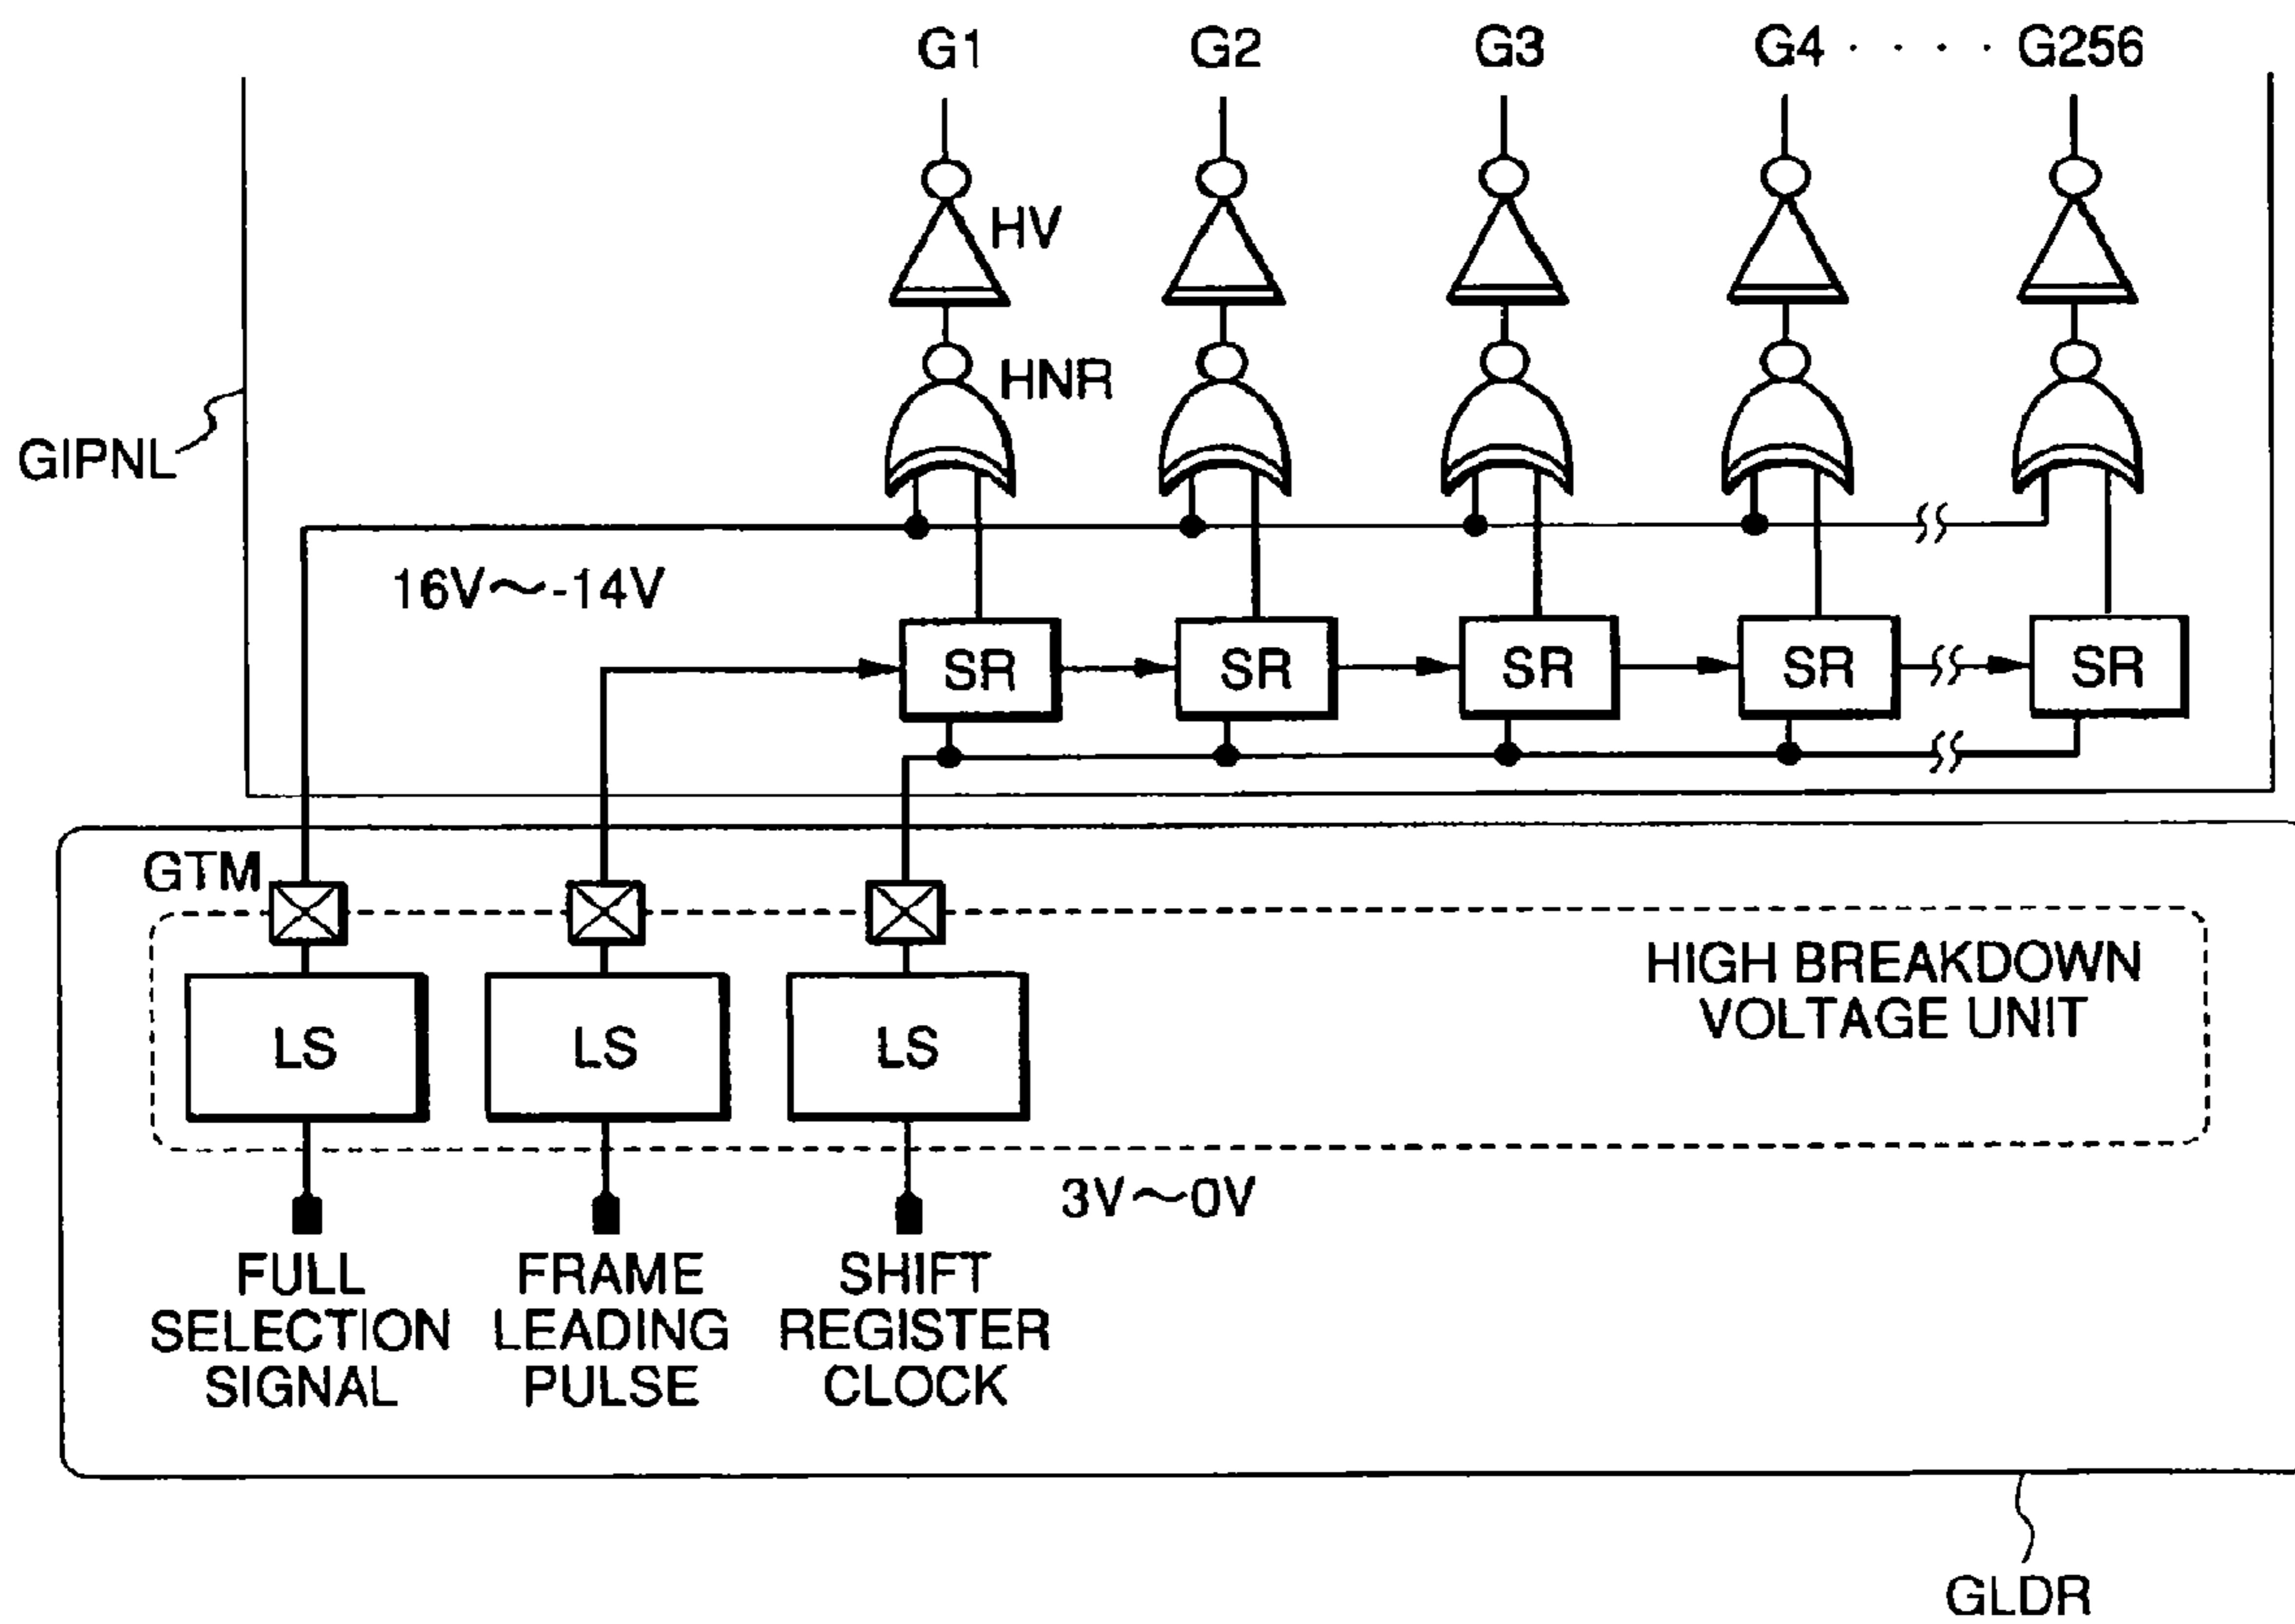 G1 G2 G3 G4 · · · · G256
HV
HNR
GIPNL
16V～-14V
SR SR SR SR SR
GTM
HIGH BREAKDOWN
VOLTAGE UNIT
LS LS LS
3V～0V
FULL
SELECTION
SIGNAL
FRAME
LEADING
PULSE
SHIFT
REGISTER
CLOCK
GLDR